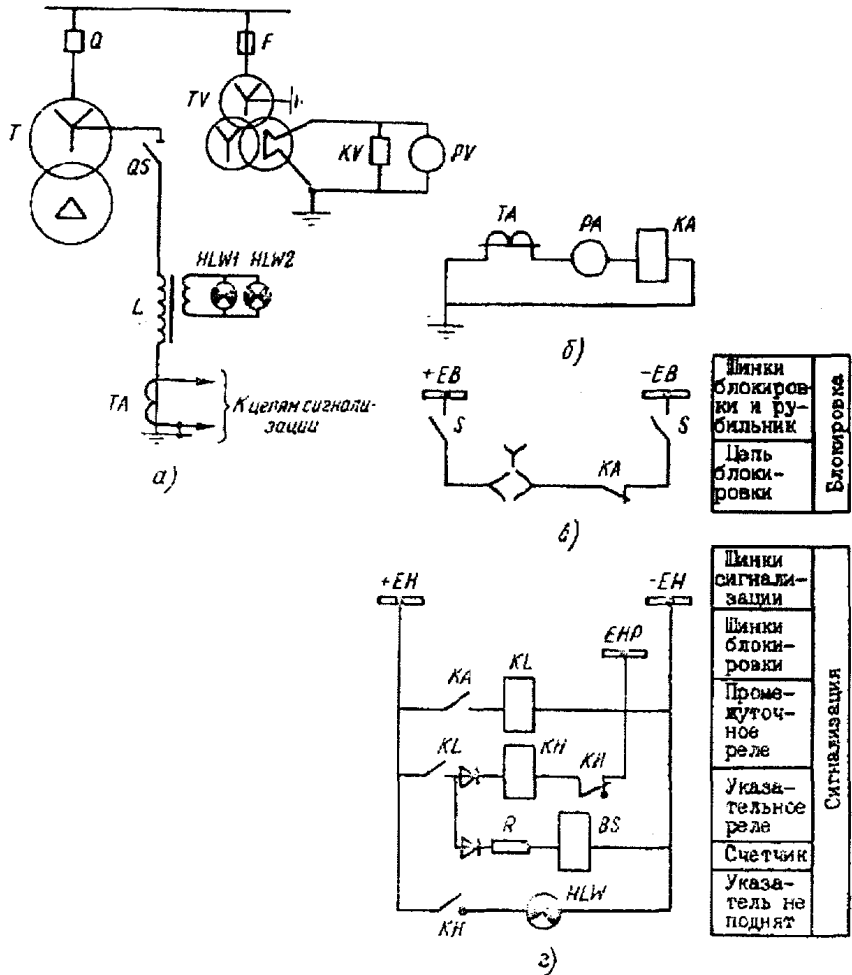 Q
F
TV
T
QS
KV
PV
HLW1 HLW2
L
TA
К цепям сигнали-
зации
а)
TA
PA
KA
б)
+EB
-EB
S
S
KA
в)
Шинки
блокиров-
ки и ру-
бильник
Цепь
блоки-
ровки
Блокировка
+EH
-EH
EHP
KA
KL
KL
KH
KH
R
BS
KH
HLW
г)
Шинки
сигнали-
зации
Шинки
блоки-
ровки
Проме-
жуточ-
ное
реле
Указа-
тельное
реле
Счетчик
Указа-
тель не
поднят
Сигнализация